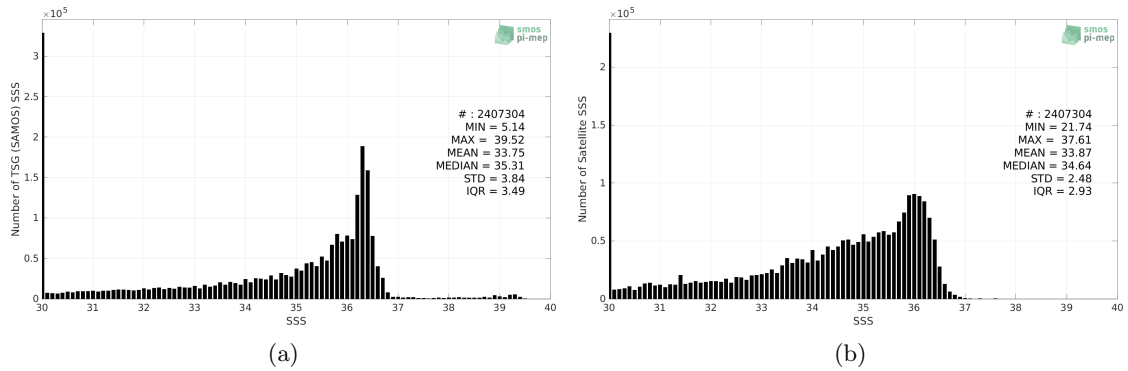 ×10^5
smos
pi-mep
Number of TSG (SAMOS) SSS
3
2.5
2
1.5
1
0.5
0
# : 2407304
MIN = 5.14
MAX = 39.52
MEAN = 33.75
MEDIAN = 35.31
STD = 3.84
IQR = 3.49
30 31 32 33 34 35 36 37 38 39 40
SSS
(a)
×10^5
smos
pi-mep
Number of Satellite SSS
2
1.5
1
0.5
0
# : 2407304
MIN = 21.74
MAX = 37.61
MEAN = 33.87
MEDIAN = 34.64
STD = 2.48
IQR = 2.93
30 31 32 33 34 35 36 37 38 39 40
SSS
(b)